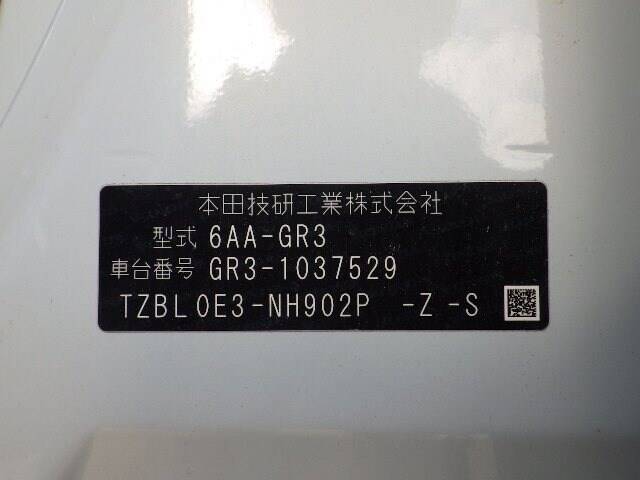 本田技研工業株式会社
型式 6AA-GR3
車台番号 GR3-1037529
TZBL0E3-NH902P -Z -S